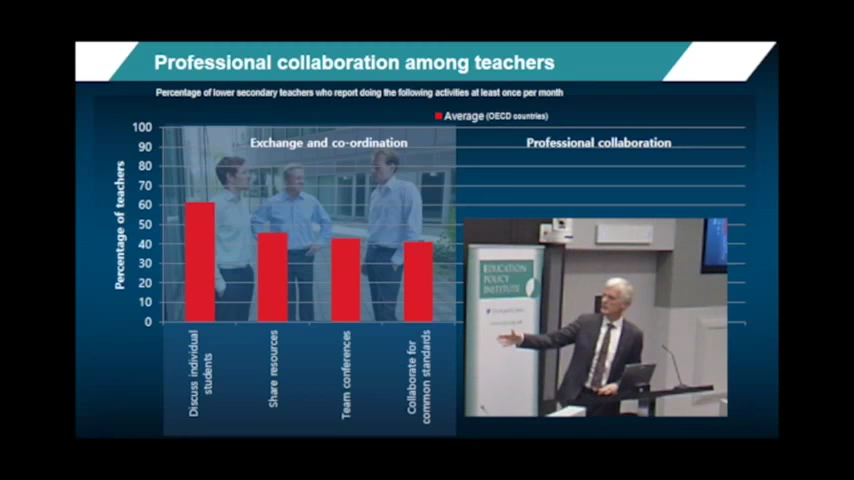 Professional collaboration among teachers
Percentage of lower secondary teachers who report doing the following activities at least once per month
Average (OECD countries)
Exchange and co-ordination
Professional collaboration
Percentage of teachers
100
90
80
70
60
50
40
30
20
10
0
Discuss individual
students
Share resources
Team conferences
Collaborate for
common standards
EDUCATION
POLICY
INSTITUTE